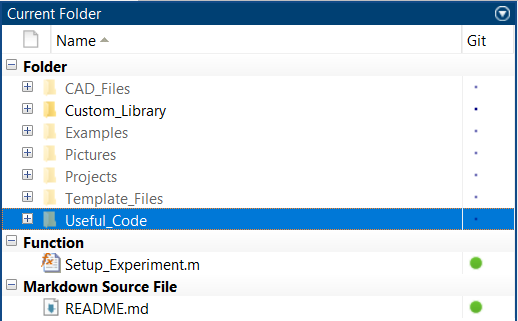 Current Folder
Name Git
Folder
CAD_Files
Custom_Library
Examples
Pictures
Projects
Template_Files
Useful_Code
Function
Setup_Experiment.m
Markdown Source File
README.md